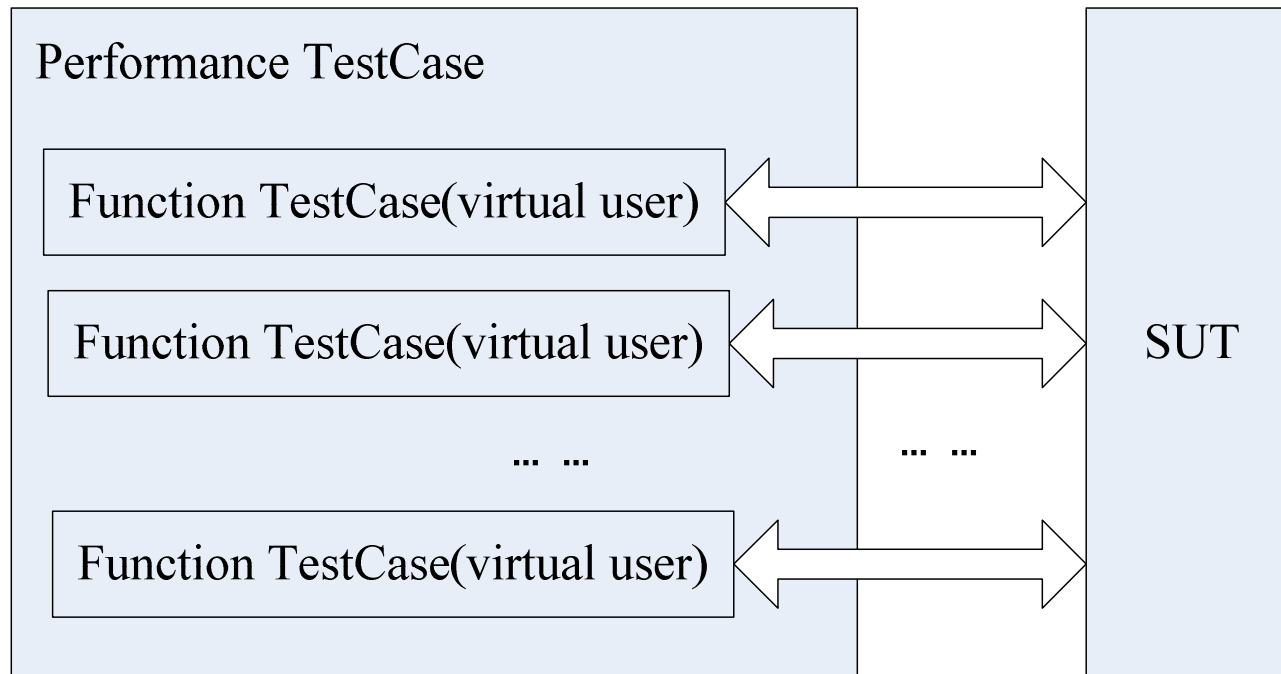 Performance TestCase
Function TestCase(virtual user)
Function TestCase(virtual user)
SUT
... ...
... ...
Function TestCase(virtual user)